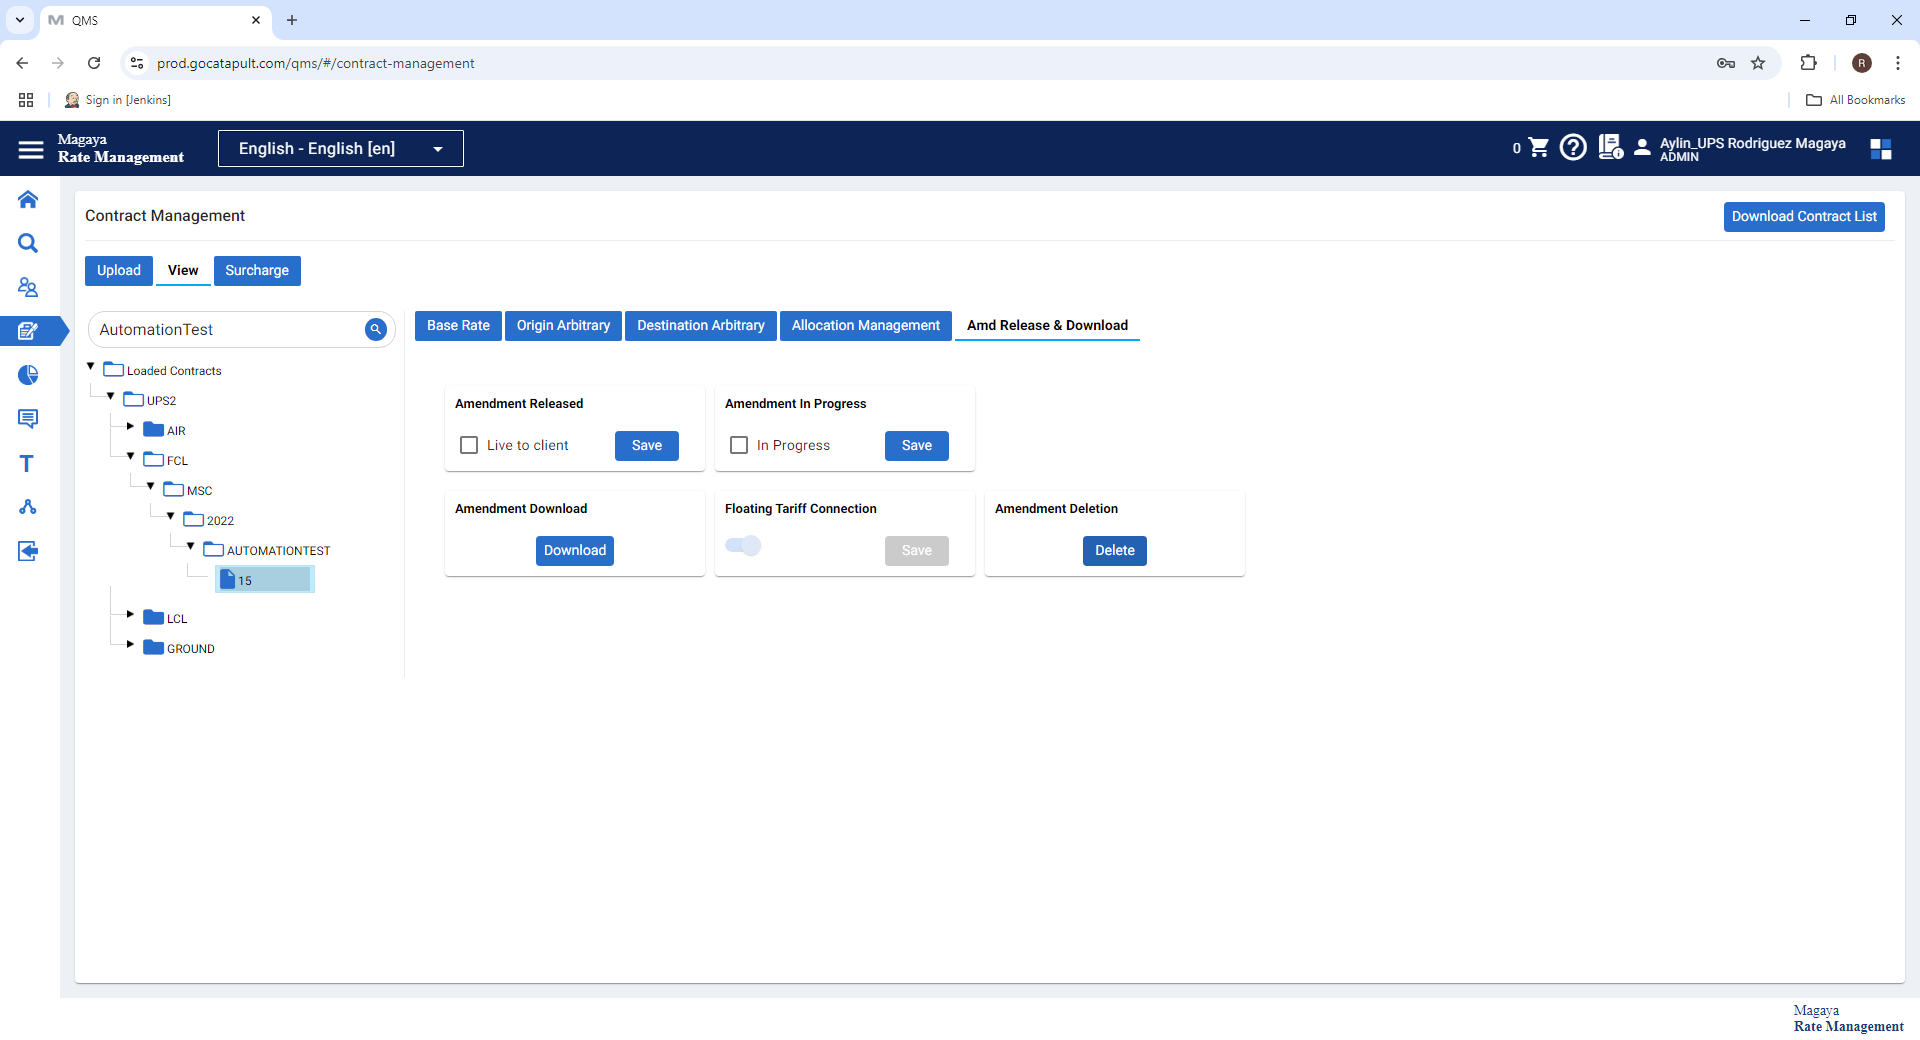 QMS
prod.gocatapult.com/qms/#/contract-management
R
Sign in [Jenkins]
All Bookmarks
Magaya
Rate Management
English - English [en]
0
Aylin_UPS Rodriguez Magaya
ADMIN
Contract Management
Download Contract List
Upload
View
Surcharge
AutomationTest
Base Rate
Origin Arbitrary
Destination Arbitrary
Allocation Management
Amd Release & Download
Loaded Contracts
UPS2
AIR
FCL
MSC
2022
AUTOMATIONTEST
15
LCL
GROUND
Amendment Released
Live to client
Save
Amendment In Progress
In Progress
Save
Amendment Download
Download
Floating Tariff Connection
Save
Amendment Deletion
Delete
Magaya
Rate Management